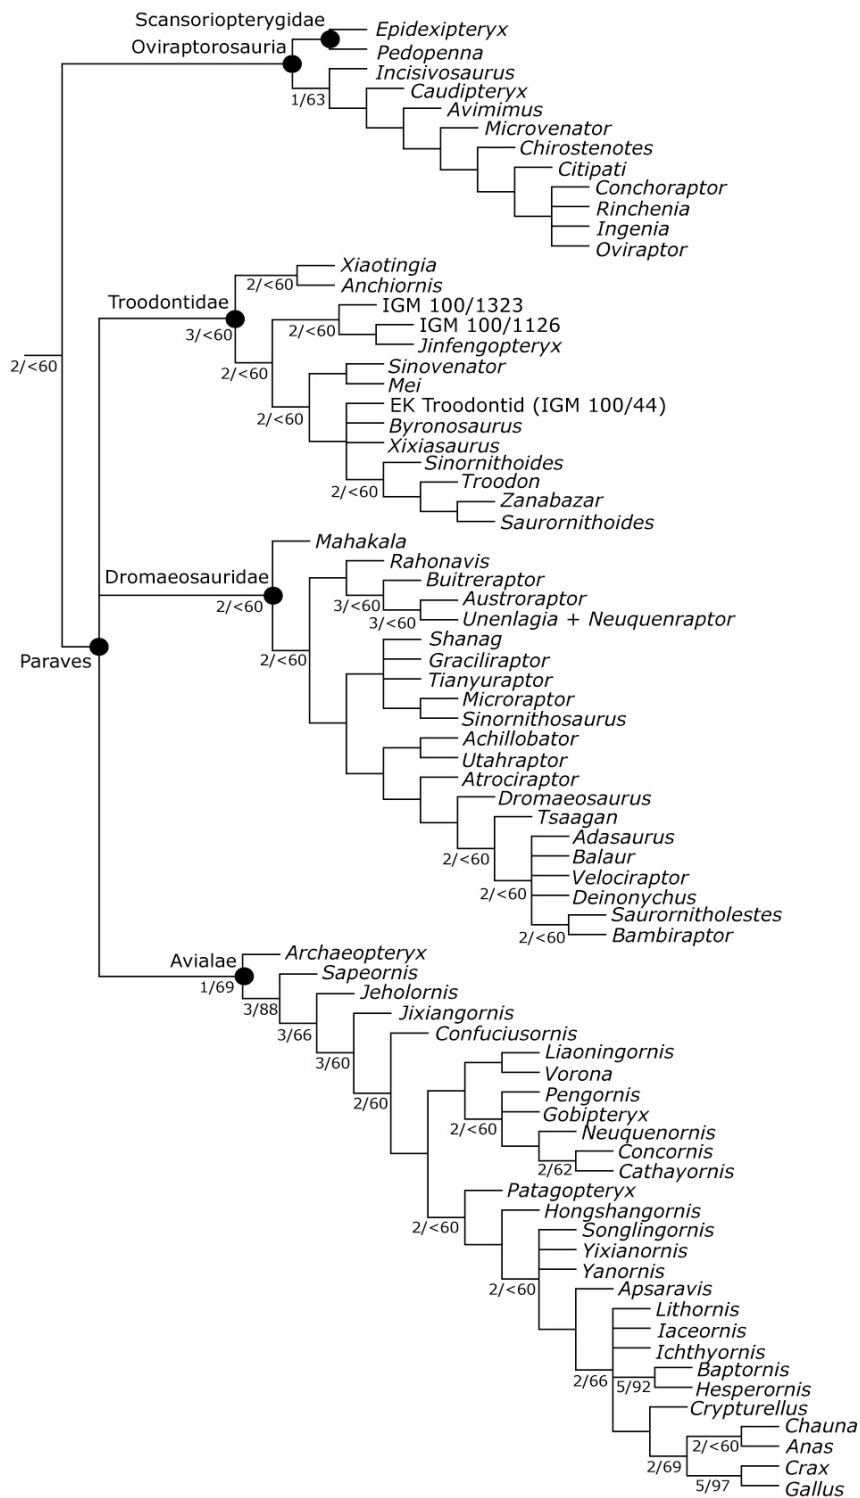 Scansoriopterygidae
Epidexipteryx
Oviraptorosauria
Pedopenna
Incisivosaurus
1/63
Caudipteryx
Avimimus
Microvenator
Chirostenotes
Citipati
Conchoraptor
Rinchenia
Ingenia
Oviraptor
Xiaotingia
2/<60
Anchiornis
Troodontidae
IGM 100/1323
3/<60
2/<60
IGM 100/1126
Jinfengopteryx
2/<60
2/<60
Sinovenator
Mei
EK Troodontid (IGM 100/44)
2/<60
Byronosaurus
Xixiasaurus
Sinornithoides
Troodon
2/<60
Zanabazar
Saurornithoides
Mahakala
Rahonavis
Dromaeosauridae
Buitreraptor
2/<60
3/<60
Austroraptor
3/<60
Unenlagia + Neuquenraptor
Shanag
Paraves
2/<60
Graciliraptor
Tianyuraptor
Microraptor
Sinornithosaurus
Achillobator
Utahraptor
Atrociraptor
Dromaeosaurus
Tsaagan
Adasaurus
2/<60
Balaur
Velociraptor
2/<60
Deinonychus
Saurornitholestes
2/<60
Bambiraptor
Archaeopteryx
Avialae
Sapeornis
1/69
Jeholornis
3/88
Jixiangornis
3/66
Confuciusornis
3/60
Liaoningornis
Vorona
Pengornis
2/60
Gobipteryx
2/<60
Neuquenornis
Concornis
2/62
Cathayornis
Patagopteryx
Hongshangornis
2/<60
Songlingornis
Yixianornis
Yanornis
2/<60
Apsaravis
Lithornis
Iaceornis
Ichthyornis
Baptornis
2/66
5/92
Hesperornis
Crypturellus
Chauna
2/<60
Anas
2/69
Crax
5/97
Gallus